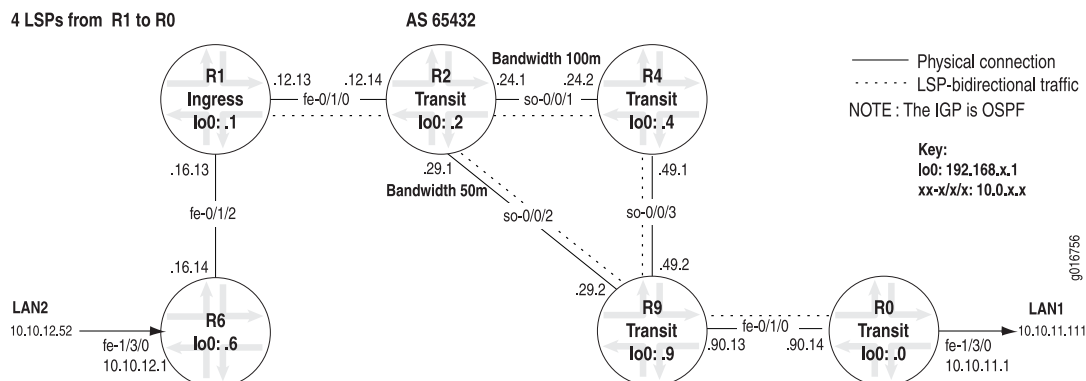 4 LSPs from R1 to R0
AS 65432
R1
Ingress
lo0: .1
.12.13
fe-0/1/0
.12.14
R2
Transit
lo0: .2
Bandwidth 100m
.24.1
.24.2
so-0/0/1
R4
Transit
lo0: .4
Physical connection
LSP-bidirectional traffic
NOTE : The IGP is OSPF
Key:
lo0: 192.168.x.1
xx-x/x/x: 10.0.x.x
.16.13
fe-0/1/2
.16.14
.29.1
Bandwidth 50m
so-0/0/2
.29.2
.49.1
so-0/0/3
.49.2
LAN2
10.10.12.52
fe-1/3/0
10.10.12.1
R6
lo0: .6
R9
Transit
lo0: .9
fe-0/1/0
.90.13
.90.14
R0
Transit
lo0: .0
LAN1
10.10.11.111
fe-1/3/0
10.10.11.1
g016756